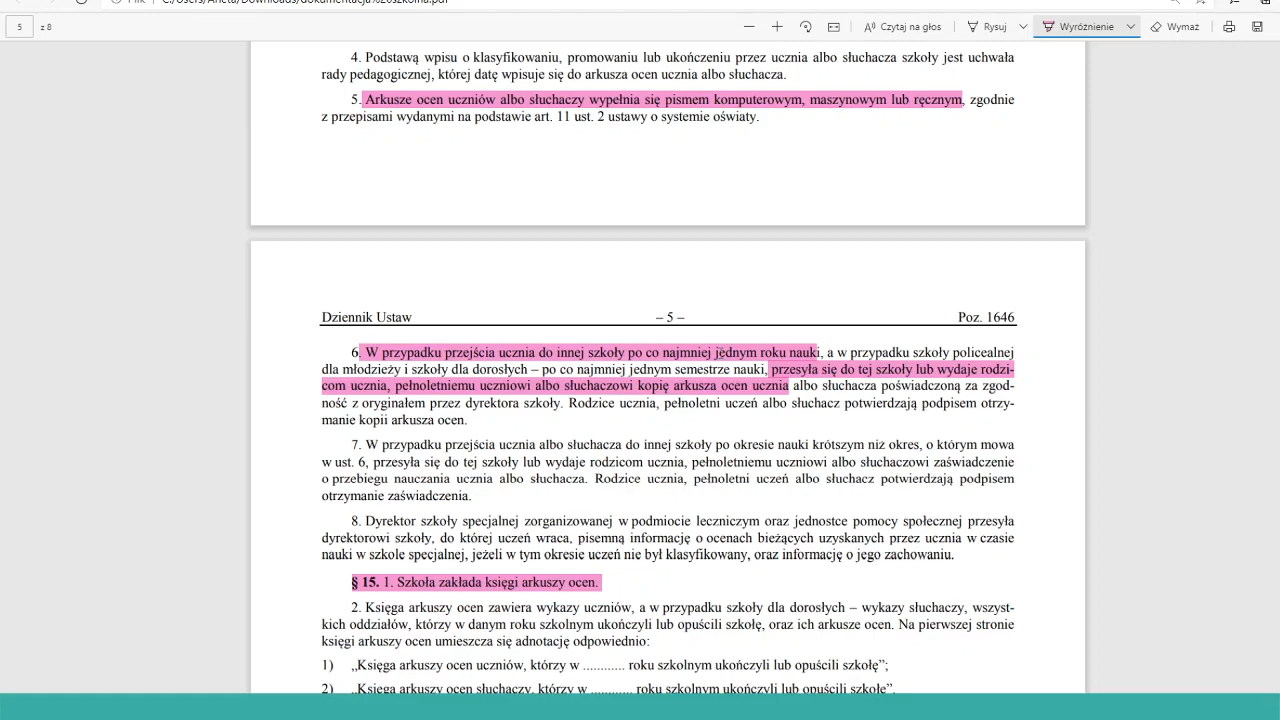 5
z 8
Czytaj na głos
Rysuj
Wyróżnienie
Wymaż
4. Podstawą wpisu o klasyfikowaniu, promowaniu lub ukończeniu przez ucznia albo słuchacza szkoły jest uchwała
rady pedagogicznej, której datę wpisuje się do arkusza ocen ucznia albo słuchacza.
5. Arkusze ocen uczniów albo słuchaczy wypełnia się pismem komputerowym, maszynowym lub ręcznym, zgodnie
z przepisami wydanymi na podstawie art. 11 ust. 2 ustawy o systemie oświaty.
Dziennik Ustaw
– 5 –
Poz. 1646
6. W przypadku przejścia ucznia do innej szkoły po co najmniej jednym roku nauki, a w przypadku szkoły policealnej
dla młodzieży i szkoły dla dorosłych – po co najmniej jednym semestrze nauki, przesyła się do tej szkoły lub wydaje rodzi-
com ucznia, pełnoletniemu uczniowi albo słuchaczowi kopię arkusza ocen ucznia albo słuchacza poświadczoną za zgod-
ność z oryginałem przez dyrektora szkoły. Rodzice ucznia, pełnoletni uczeń albo słuchacz potwierdzają podpisem otrzy-
manie kopii arkusza ocen.
7. W przypadku przejścia ucznia albo słuchacza do innej szkoły po okresie nauki krótszym niż okres, o którym mowa
w ust. 6, przesyła się do tej szkoły lub wydaje rodzicom ucznia, pełnoletniemu uczniowi albo słuchaczowi zaświadczenie
o przebiegu nauczania ucznia albo słuchacza. Rodzice ucznia, pełnoletni uczeń albo słuchacz potwierdzają podpisem
otrzymanie zaświadczenia.
8. Dyrektor szkoły specjalnej zorganizowanej w podmiocie leczniczym oraz jednostce pomocy społecznej przesyła
dyrektorowi szkoły, do której uczeń wraca, pisemną informację o ocenach bieżących uzyskanych przez ucznia w czasie
nauki w szkole specjalnej, jeżeli w tym okresie uczeń nie był klasyfikowany, oraz informację o jego zachowaniu.
§ 15. 1. Szkoła zakłada księgi arkuszy ocen.
2. Księga arkuszy ocen zawiera wykazy uczniów, a w przypadku szkoły dla dorosłych – wykazy słuchaczy, wszyst-
kich oddziałów, którzy w danym roku szkolnym ukończyli lub opuścili szkołę, oraz ich arkusze ocen. Na pierwszej stronie
księgi arkuszy ocen umieszcza się adnotację odpowiednio:
1) „Księga arkuszy ocen uczniów, którzy w ............ roku szkolnym ukończyli lub opuścili szkołę”;
2) „Księga arkuszy ocen słuchaczy, którzy w ............ roku szkolnym ukończyli lub opuścili szkołę”.